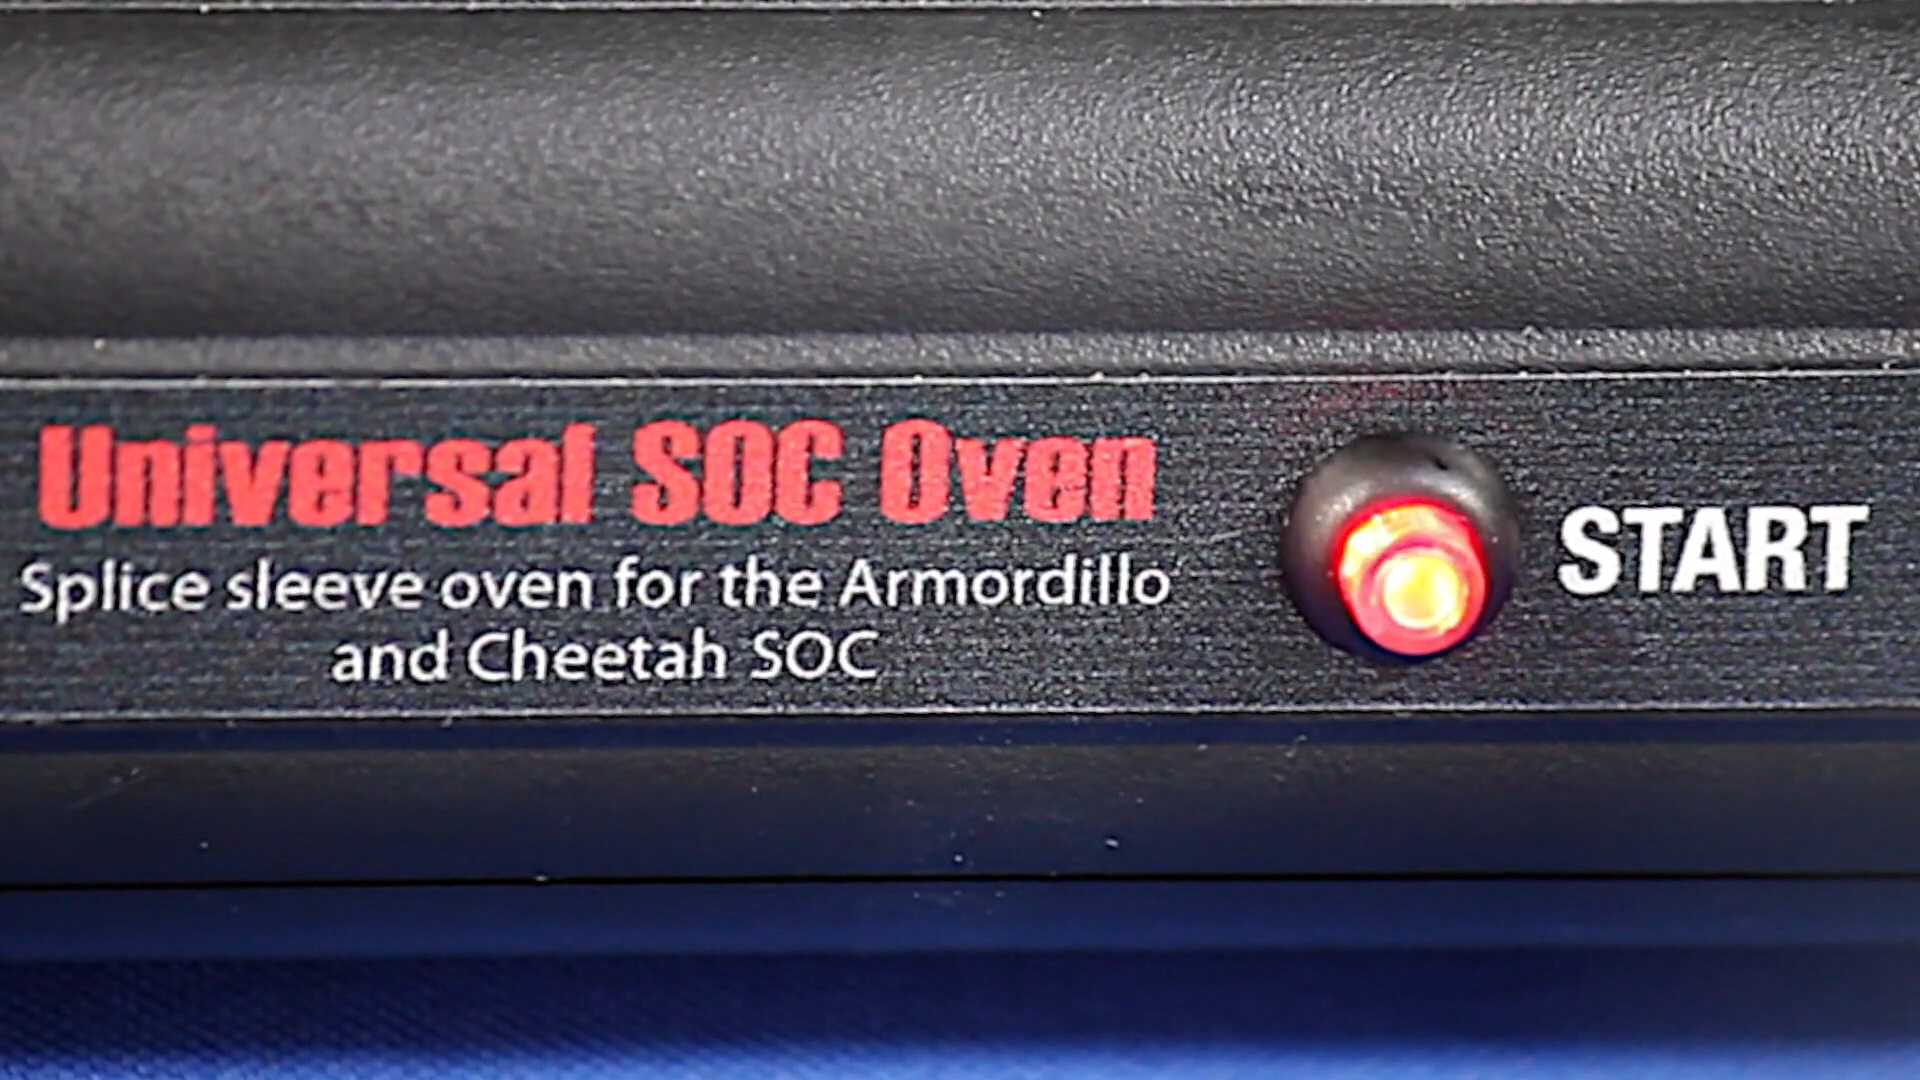 Universal SOC Oven
Splice sleeve oven for the Armordillo
and Cheetah SOC
START